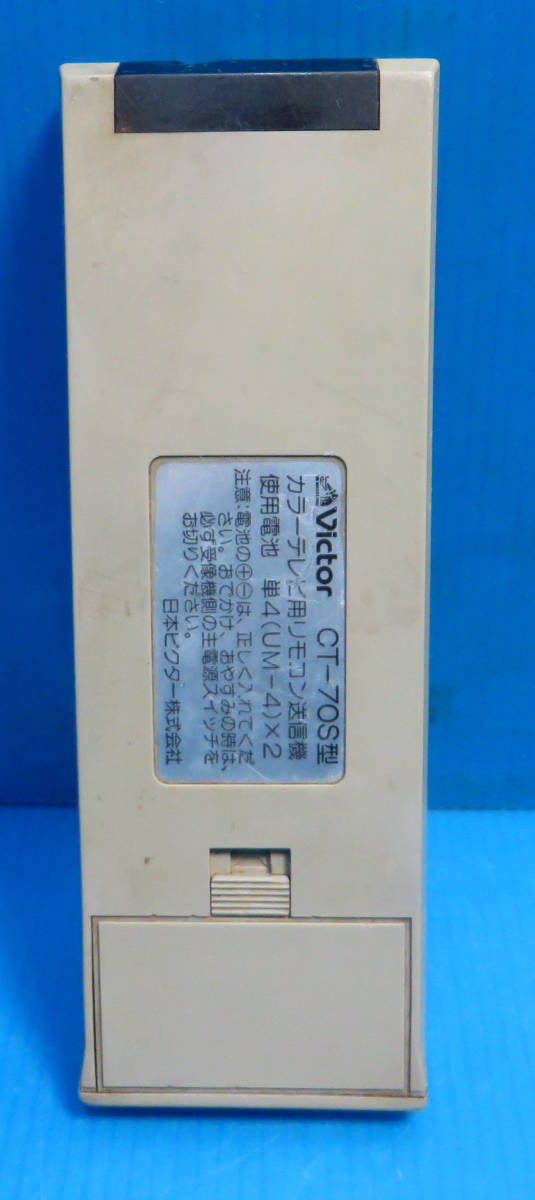 Victor CT-70S型
カラーテレビ用リモコン送信機
使用電池 単4(UM-4)×2
注意:電池の⊕⊖は、正しく入れてくだ
さい。おでかけ、おやすみの時は、
必ず受像機側の主電源スイッチを
お切りください。
日本ビクター株式会社